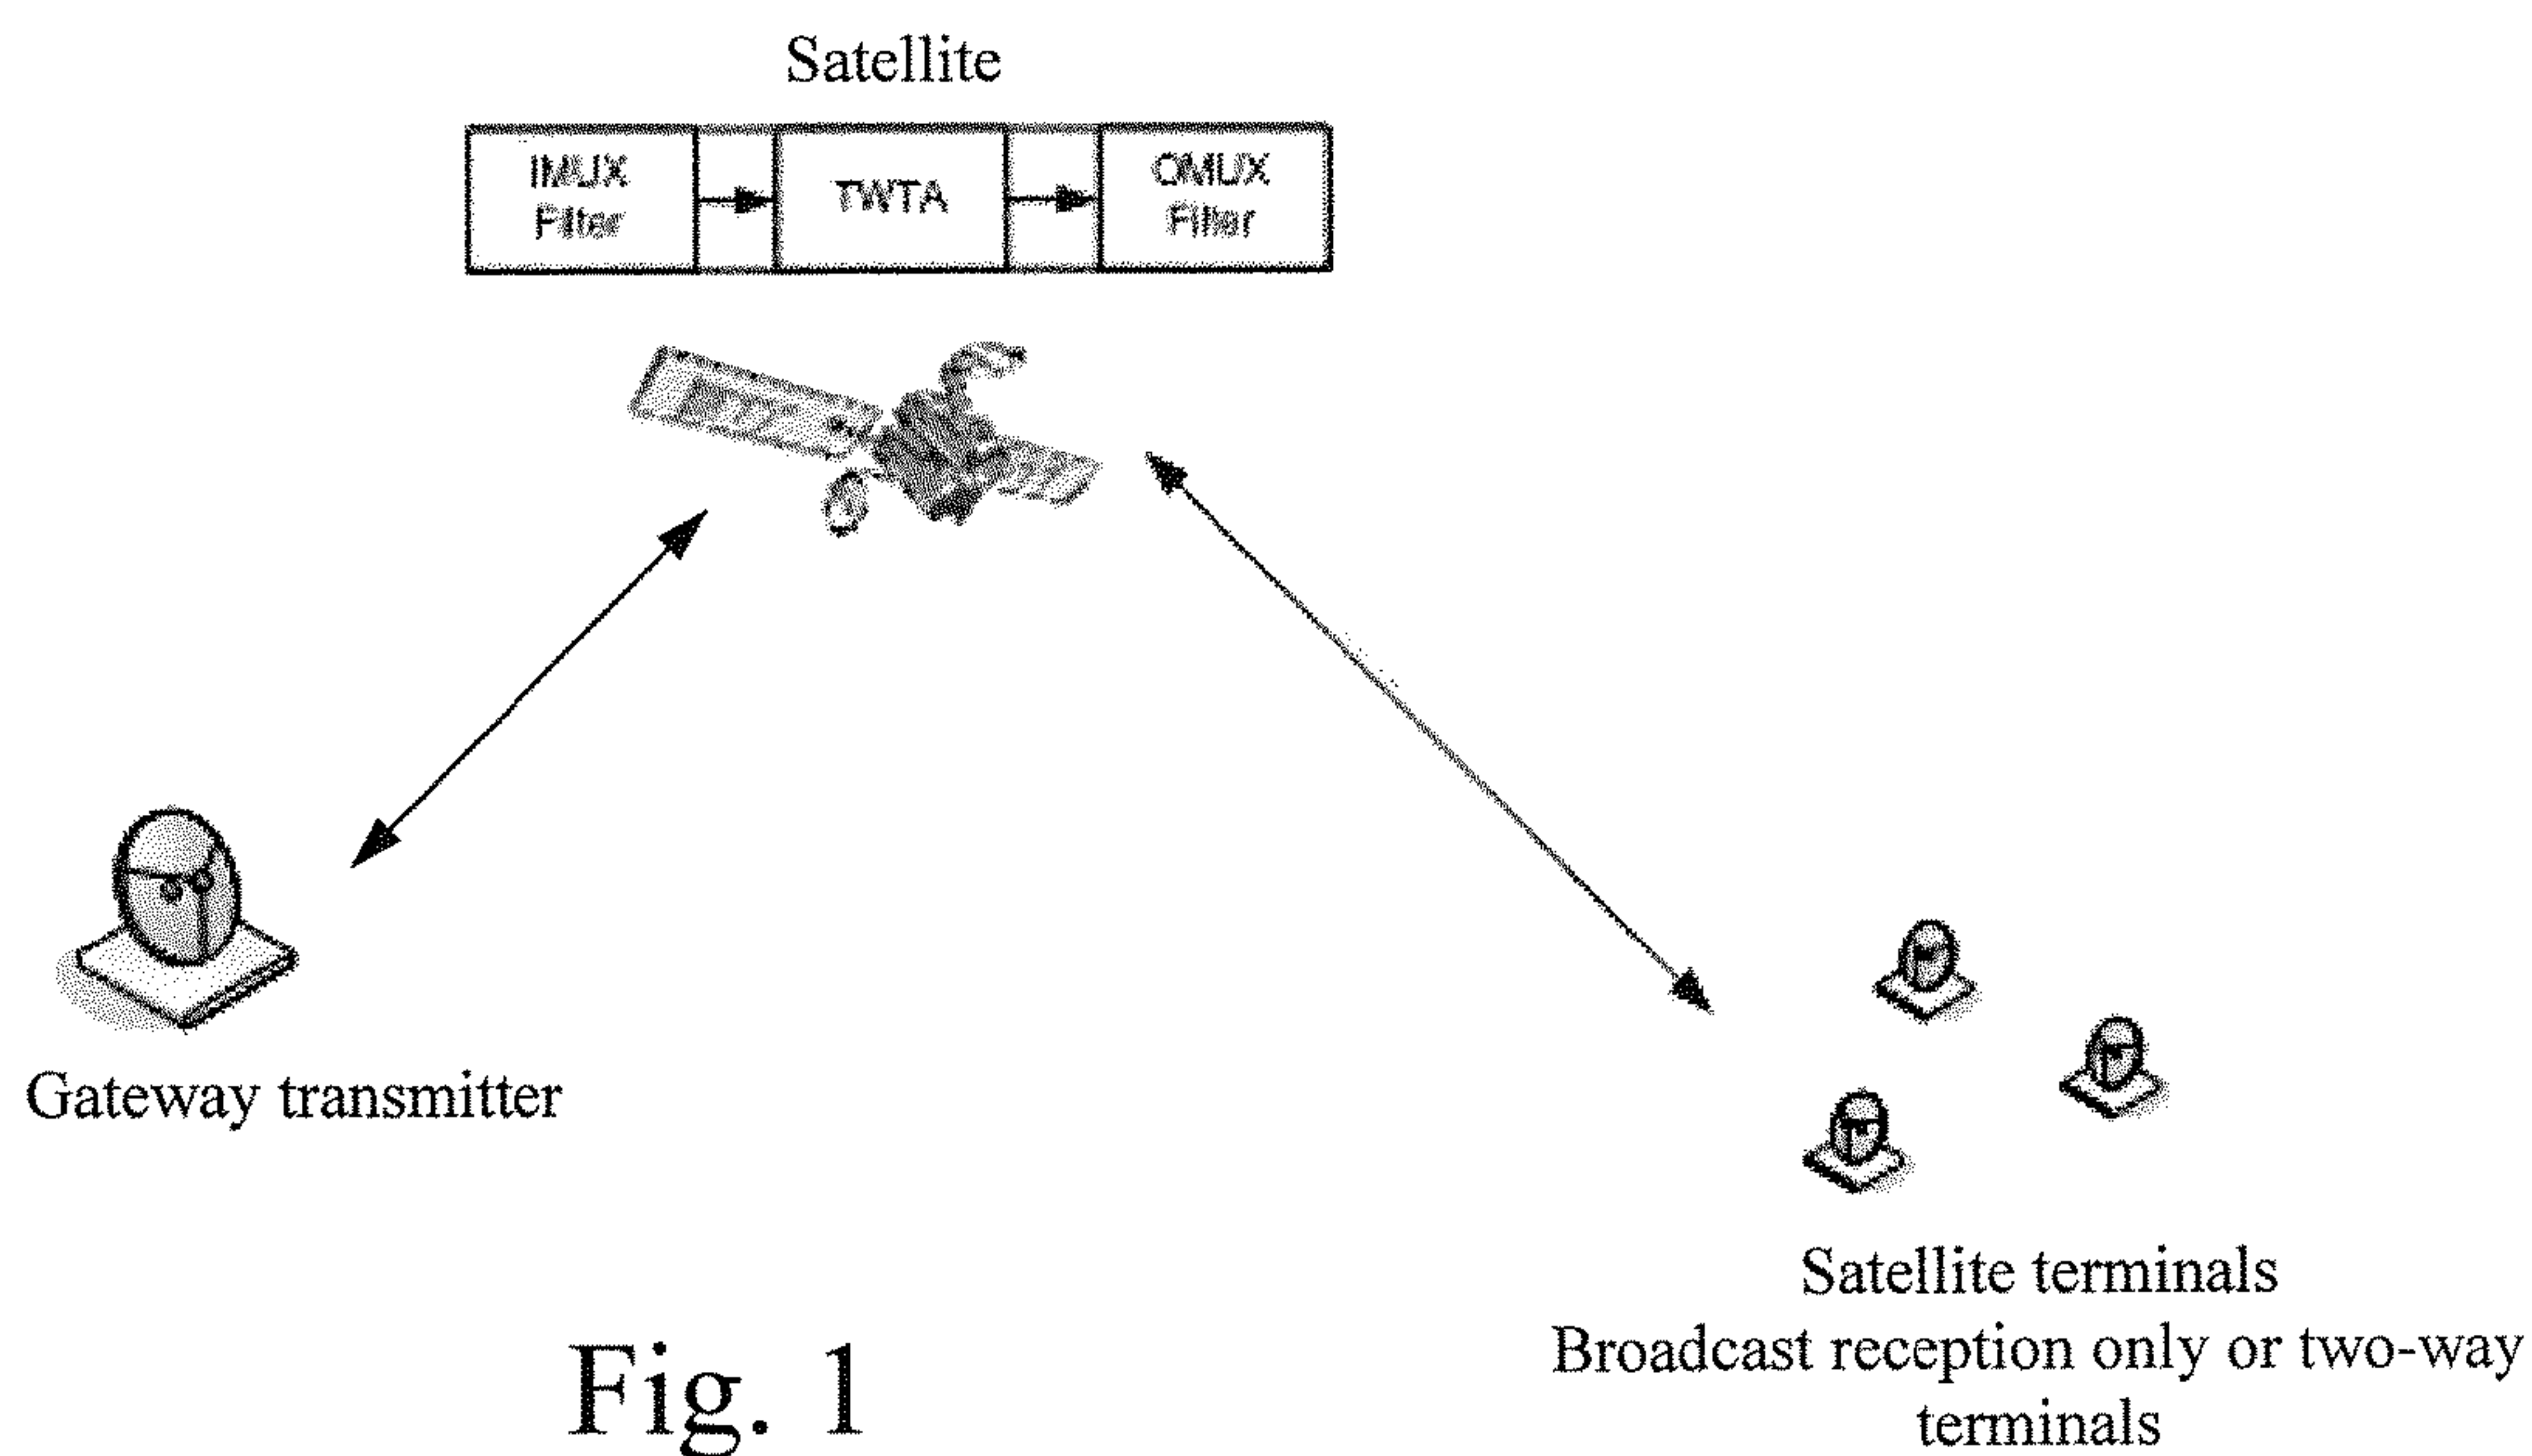 Satellite
IMUX
Filter
TWTA
OMUX
Filter
Gateway transmitter
Satellite terminals
Broadcast reception only or two-way
terminals
Fig. 1